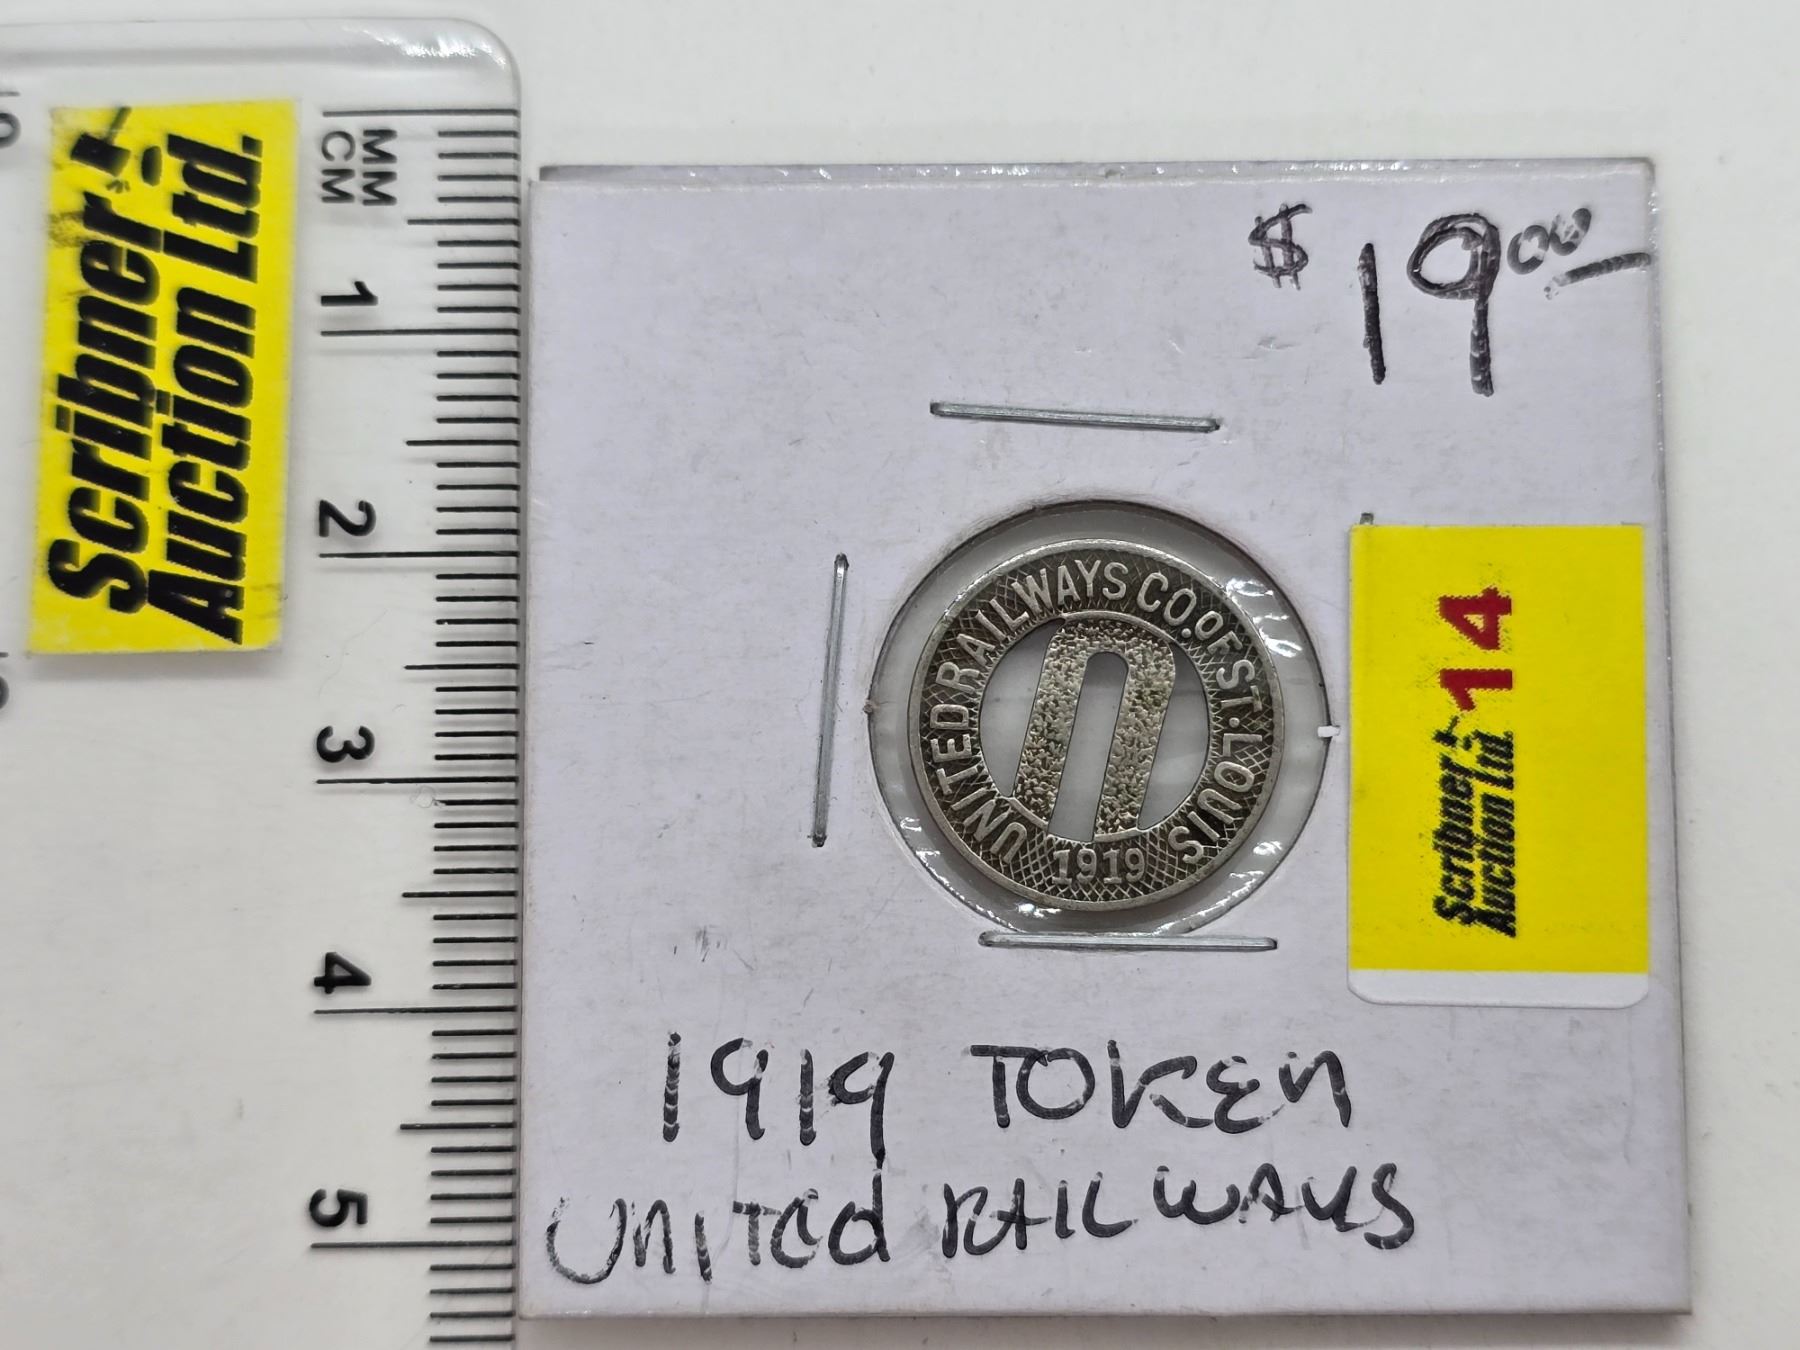 Scribner's
Auction Ltd.
MM
CM
1
2
3
4
5
$19.00
UNITED RAILWAYS CO. OF ST. LOUIS
1919
14
Scribner's
Auction Ltd.
1919 TOKEn
UniTEd RAILWAYS